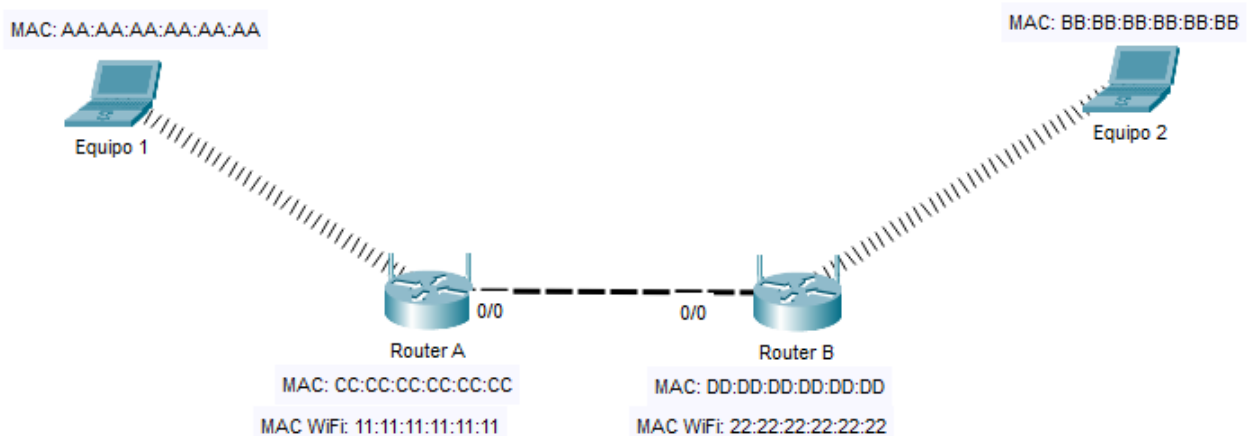 MAC: AA:AA:AA:AA:AA:AA
MAC: BB:BB:BB:BB:BB:BB
Equipo 1
Equipo 2
0/0
0/0
Router A
Router B
MAC: CC:CC:CC:CC:CC:CC
MAC: DD:DD:DD:DD:DD:DD
MAC WiFi: 11:11:11:11:11:11
MAC WiFi: 22:22:22:22:22:22